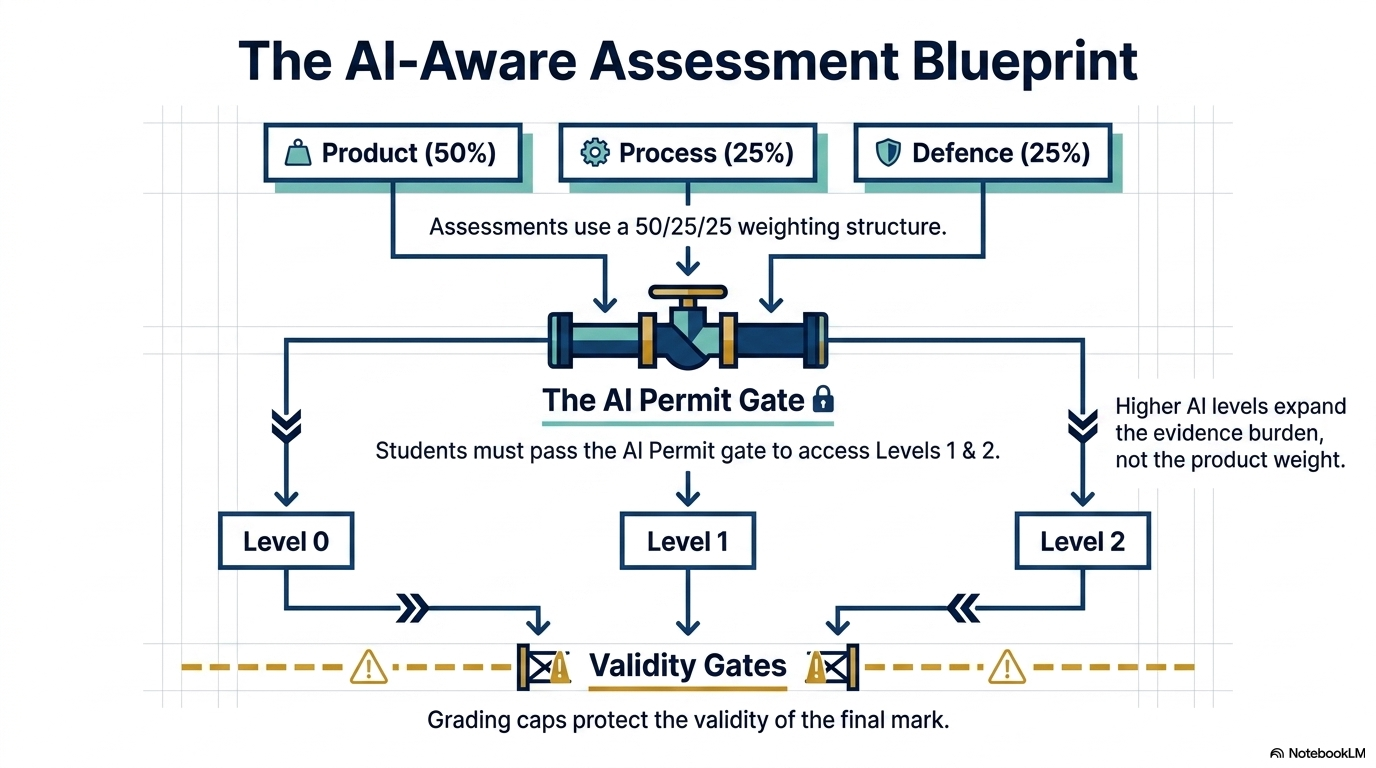 The AI-Aware Assessment Blueprint
Product (50%)
Process (25%)
Defence (25%)
Assessments use a 50/25/25 weighting structure.
The AI Permit Gate
Students must pass the AI Permit gate to access Levels 1 & 2.
Higher AI levels expand
the evidence burden,
not the product weight.
Level 0
Level 1
Level 2
Validity Gates
Grading caps protect the validity of the final mark.
NotebookLM